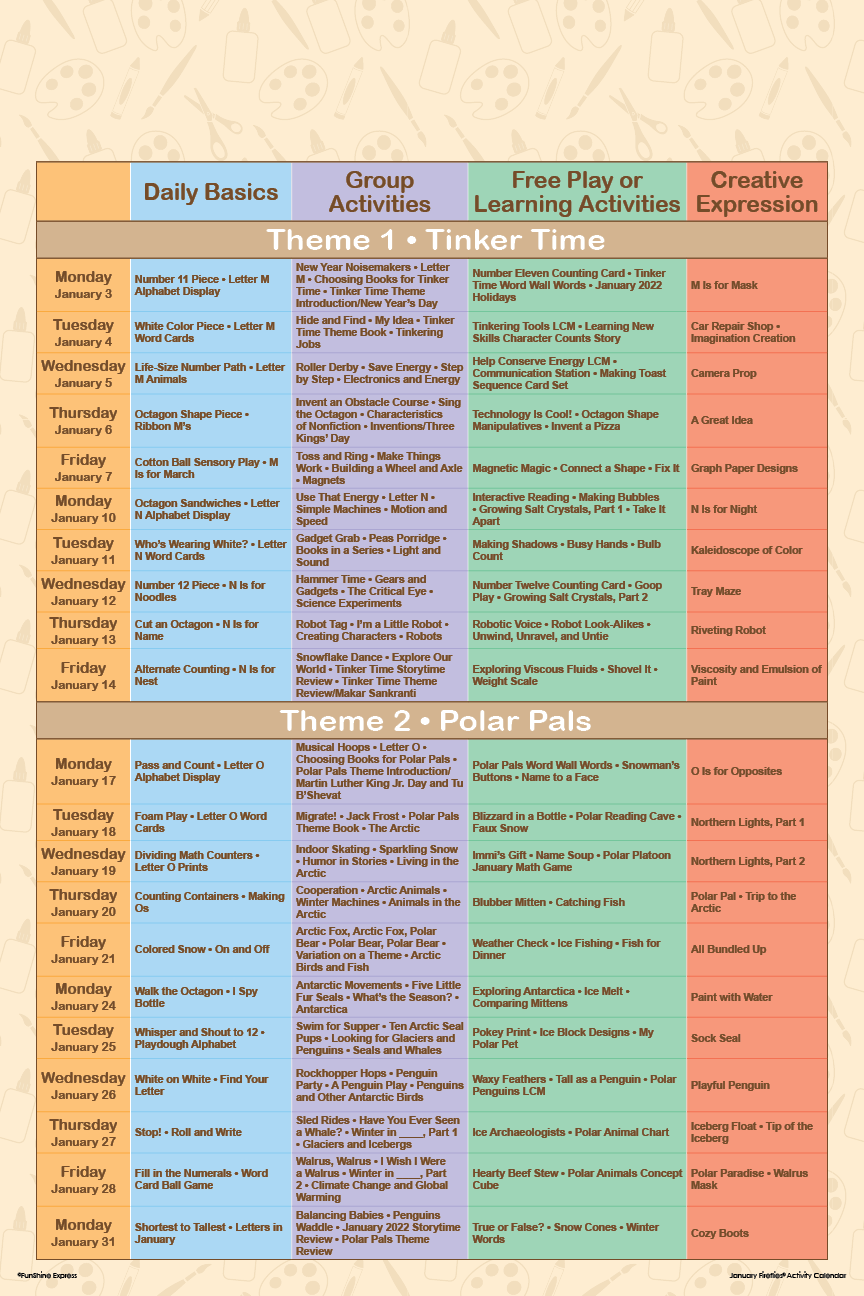 Daily Basics
Group
Activities
Free Play or
Learning Activities
Creative
Expression
Theme 1 • Tinker Time
Monday
January 3
Number 11 Piece • Letter M
Alphabet Display
New Year Noisemakers • Letter
M • Choosing Books for Tinker
Time • Tinker Time Theme
Introduction/New Year's Day
Number Eleven Counting Card • Tinker
Time Word Wall Words • January 2022
Holidays
M Is for Mask
Tuesday
January 4
White Color Piece • Letter M
Word Cards
Hide and Find • My Idea • Tinker
Time Theme Book • Tinkering
Jobs
Tinkering Tools LCM • Learning New
Skills Character Counts Story
Car Repair Shop •
Imagination Creation
Wednesday
January 5
Life-Size Number Path • Letter
M Animals
Roller Derby • Save Energy • Step
by Step • Electronics and Energy
Help Conserve Energy LCM •
Communication Station • Making Toast
Sequence Card Set
Camera Prop
Thursday
January 6
Octagon Shape Piece •
Ribbon M's
Invent an Obstacle Course • Sing
the Octagon • Characteristics
of Nonfiction • Inventions/Three
Kings' Day
Technology Is Cool! • Octagon Shape
Manipulatives • Invent a Pizza
A Great Idea
Friday
January 7
Cotton Ball Sensory Play • M
Is for March
Toss and Ring • Make Things
Work • Building a Wheel and Axle
• Magnets
Magnetic Magic • Connect a Shape • Fix It
Graph Paper Designs
Monday
January 10
Octagon Sandwiches • Letter
N Alphabet Display
Use That Energy • Letter N •
Simple Machines • Motion and
Speed
Interactive Reading • Making Bubbles
• Growing Salt Crystals, Part 1 • Take It
Apart
N Is for Night
Tuesday
January 11
Who's Wearing White? • Letter
N Word Cards
Gadget Grab • Peas Porridge •
Books in a Series • Light and
Sound
Making Shadows • Busy Hands • Bulb
Count
Kaleidoscope of Color
Wednesday
January 12
Number 12 Piece • N Is for
Noodles
Hammer Time • Gears and
Gadgets • The Critical Eye •
Science Experiments
Number Twelve Counting Card • Goop
Play • Growing Salt Crystals, Part 2
Tray Maze
Thursday
January 13
Cut an Octagon • N Is for
Name
Robot Tag • I'm a Little Robot •
Creating Characters • Robots
Robotic Voice • Robot Look-Alikes •
Unwind, Unravel, and Untie
Riveting Robot
Friday
January 14
Alternate Counting • N Is for
Nest
Snowflake Dance • Explore Our
World • Tinker Time Storytime
Review • Tinker Time Theme
Review/Makar Sankranti
Exploring Viscous Fluids • Shovel It •
Weight Scale
Viscosity and Emulsion of
Paint
Theme 2 • Polar Pals
Monday
January 17
Pass and Count • Letter O
Alphabet Display
Musical Hoops • Letter O •
Choosing Books for Polar Pals •
Polar Pals Theme Introduction/
Martin Luther King Jr. Day and Tu
B'Shevat
Polar Pals Word Wall Words • Snowman's
Buttons • Name to a Face
O Is for Opposites
Tuesday
January 18
Foam Play • Letter O Word
Cards
Migrate! • Jack Frost • Polar Pals
Theme Book • The Arctic
Blizzard in a Bottle • Polar Reading Cave •
Faux Snow
Northern Lights, Part 1
Wednesday
January 19
Dividing Math Counters •
Letter O Prints
Indoor Skating • Sparkling Snow
• Humor in Stories • Living in the
Arctic
Immi's Gift • Name Soup • Polar Platoon
January Math Game
Northern Lights, Part 2
Thursday
January 20
Counting Containers • Making
Os
Cooperation • Arctic Animals •
Winter Machines • Animals in the
Arctic
Blubber Mitten • Catching Fish
Polar Pal • Trip to the
Arctic
Friday
January 21
Colored Snow • On and Off
Arctic Fox, Arctic Fox, Polar
Bear • Polar Bear, Polar Bear •
Variation on a Theme • Arctic
Birds and Fish
Weather Check • Ice Fishing • Fish for
Dinner
All Bundled Up
Monday
January 24
Walk the Octagon • I Spy
Bottle
Antarctic Movements • Five Little
Fur Seals • What's the Season? •
Antarctica
Exploring Antarctica • Ice Melt •
Comparing Mittens
Paint with Water
Tuesday
January 25
Whisper and Shout to 12 •
Playdough Alphabet
Swim for Supper • Ten Arctic Seal
Pups • Looking for Glaciers and
Penguins • Seals and Whales
Pokey Print • Ice Block Designs • My
Polar Pet
Sock Seal
Wednesday
January 26
White on White • Find Your
Letter
Rockhopper Hops • Penguin
Party • A Penguin Play • Penguins
and Other Antarctic Birds
Waxy Feathers • Tall as a Penguin • Polar
Penguins LCM
Playful Penguin
Thursday
January 27
Stop! • Roll and Write
Sled Rides • Have You Ever Seen
a Whale? • Winter in ____, Part 1
• Glaciers and Icebergs
Ice Archaeologists • Polar Animal Chart
Iceberg Float • Tip of the
Iceberg
Friday
January 28
Fill in the Numerals • Word
Card Ball Game
Walrus, Walrus • I Wish I Were
a Walrus • Winter in ____, Part
2 • Climate Change and Global
Warming
Hearty Beef Stew • Polar Animals Concept
Cube
Polar Paradise • Walrus
Mask
Monday
January 31
Shortest to Tallest • Letters in
January
Balancing Babies • Penguins
Waddle • January 2022 Storytime
Review • Polar Pals Theme
Review
True or False? • Snow Cones • Winter
Words
Cozy Boots
©FunShine Express
January Fireflies® Activity Calendar